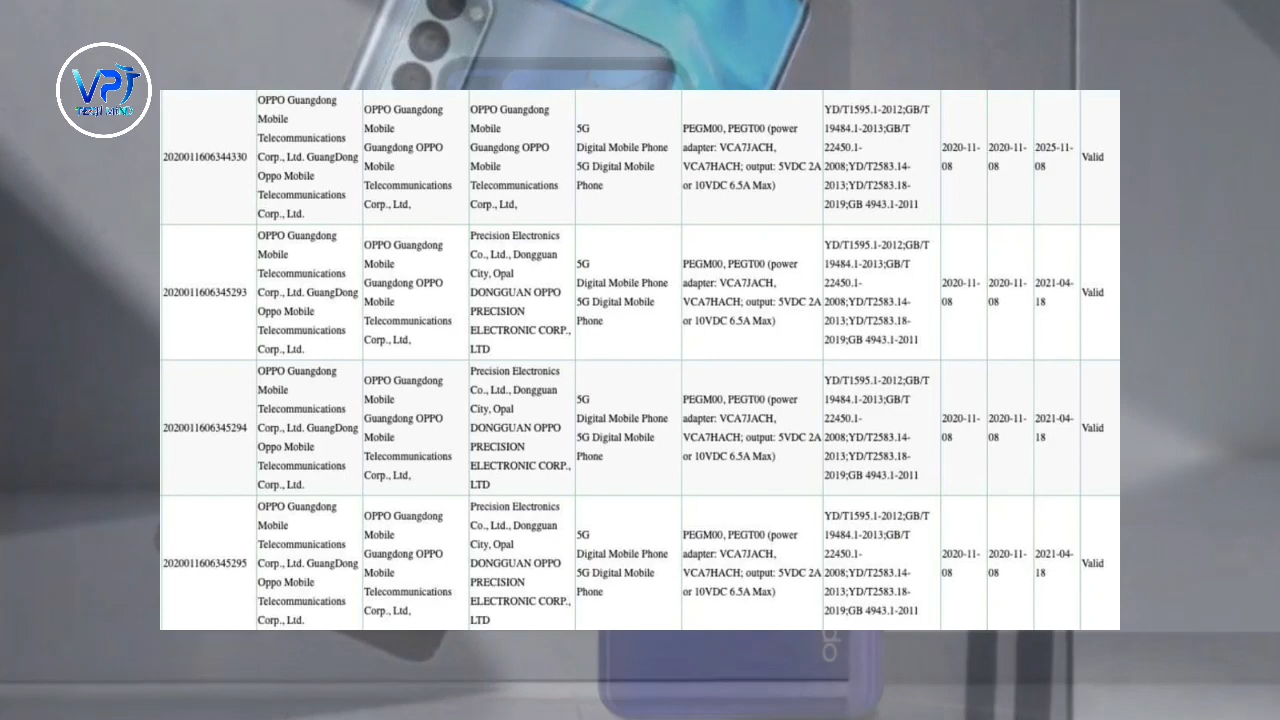 VPT
TECH VIEW
2020011606344330
OPPO Guangdong
Mobile
Telecommunications
Corp., Ltd. GuangDong
Oppo Mobile
Telecommunications
Corp., Ltd.
OPPO Guangdong
Mobile
Guangdong OPPO
Mobile
Telecommunications
Corp., Ltd,
OPPO Guangdong
Mobile
Guangdong OPPO
Mobile
Telecommunications
Corp., Ltd,
5G
Digital Mobile Phone
5G Digital Mobile
Phone
PEGM00, PEGT00 (power
adapter: VCA7JACH,
VCA7HACH; output: 5VDC 2A
or 10VDC 6.5A Max)
YD/T1595.1-2012;GB/T
19484.1-2013;GB/T
22450.1-
2008;YD/T2583.14-
2013;YD/T2583.18-
2019;GB 4943.1-2011
2020-11-
08
2020-11-
08
2025-11-
08
Valid
2020011606345293
OPPO Guangdong
Mobile
Telecommunications
Corp., Ltd. GuangDong
Oppo Mobile
Telecommunications
Corp., Ltd.
OPPO Guangdong
Mobile
Guangdong OPPO
Mobile
Telecommunications
Corp., Ltd,
Precision Electronics
Co., Ltd., Dongguan
City, Opal
DONGGUAN OPPO
PRECISION
ELECTRONIC CORP.,
LTD
5G
Digital Mobile Phone
5G Digital Mobile
Phone
PEGM00, PEGT00 (power
adapter: VCA7JACH,
VCA7HACH; output: 5VDC 2A
or 10VDC 6.5A Max)
YD/T1595.1-2012;GB/T
19484.1-2013;GB/T
22450.1-
2008;YD/T2583.14-
2013;YD/T2583.18-
2019;GB 4943.1-2011
2020-11-
08
2020-11-
08
2021-04-
18
Valid
2020011606345294
OPPO Guangdong
Mobile
Telecommunications
Corp., Ltd. GuangDong
Oppo Mobile
Telecommunications
Corp., Ltd.
OPPO Guangdong
Mobile
Guangdong OPPO
Mobile
Telecommunications
Corp., Ltd,
Precision Electronics
Co., Ltd., Dongguan
City, Opal
DONGGUAN OPPO
PRECISION
ELECTRONIC CORP.,
LTD
5G
Digital Mobile Phone
5G Digital Mobile
Phone
PEGM00, PEGT00 (power
adapter: VCA7JACH,
VCA7HACH; output: 5VDC 2A
or 10VDC 6.5A Max)
YD/T1595.1-2012;GB/T
19484.1-2013;GB/T
22450.1-
2008;YD/T2583.14-
2013;YD/T2583.18-
2019;GB 4943.1-2011
2020-11-
08
2020-11-
08
2021-04-
18
Valid
2020011606345295
OPPO Guangdong
Mobile
Telecommunications
Corp., Ltd. GuangDong
Oppo Mobile
Telecommunications
Corp., Ltd.
OPPO Guangdong
Mobile
Guangdong OPPO
Mobile
Telecommunications
Corp., Ltd,
Precision Electronics
Co., Ltd., Dongguan
City, Opal
DONGGUAN OPPO
PRECISION
ELECTRONIC CORP.,
LTD
5G
Digital Mobile Phone
5G Digital Mobile
Phone
PEGM00, PEGT00 (power
adapter: VCA7JACH,
VCA7HACH; output: 5VDC 2A
or 10VDC 6.5A Max)
YD/T1595.1-2012;GB/T
19484.1-2013;GB/T
22450.1-
2008;YD/T2583.14-
2013;YD/T2583.18-
2019;GB 4943.1-2011
2020-11-
08
2020-11-
08
2021-04-
18
Valid